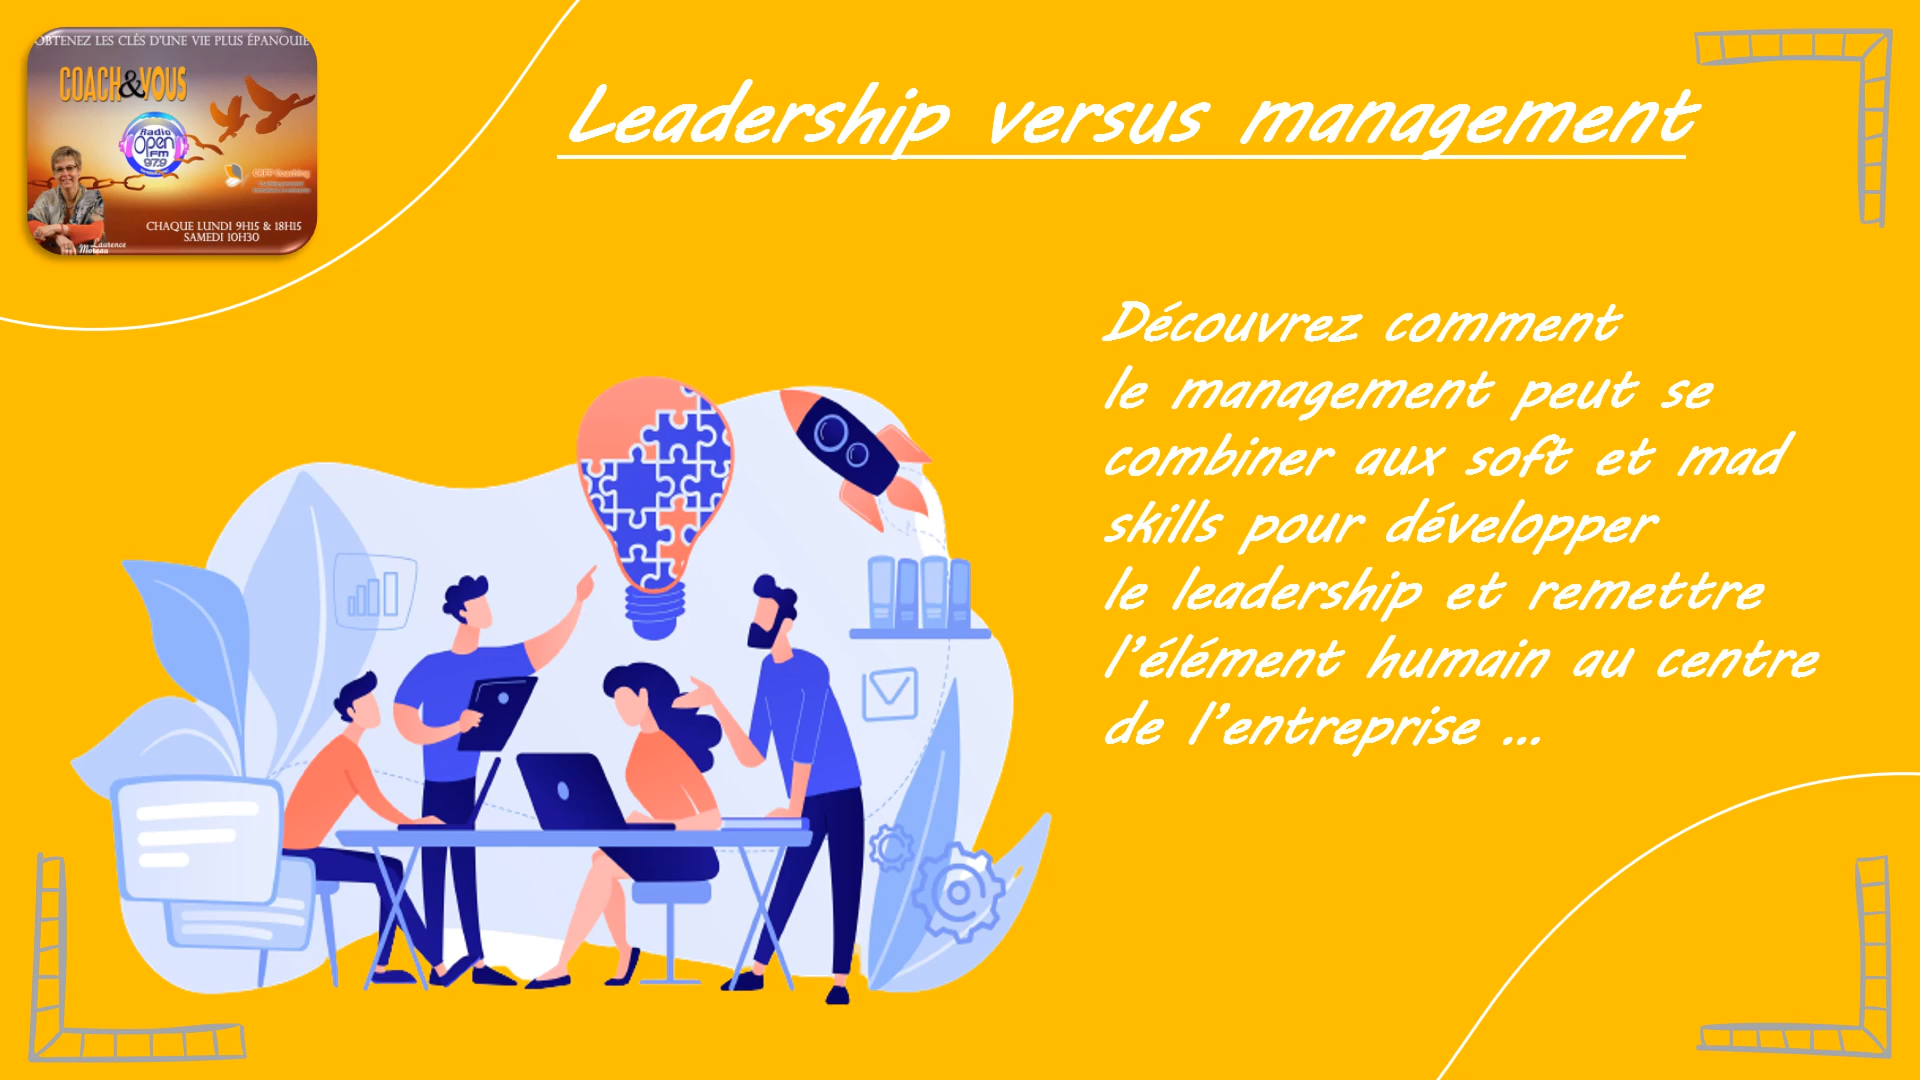 OBTENEZ LES CLÉS D'UNE VIE PLUS ÉPANOUIE
COACH&VOUS
Radio
Open
FM
97.9
CHAQUE LUNDI 9H15 & 18H15
SAMEDI 10H30
Laurence
Moreau
Leadership versus management
Découvrez comment
le management peut se
combiner aux soft et mad
skills pour développer
le leadership et remettre
l'élément humain au centre
de l'entreprise ...